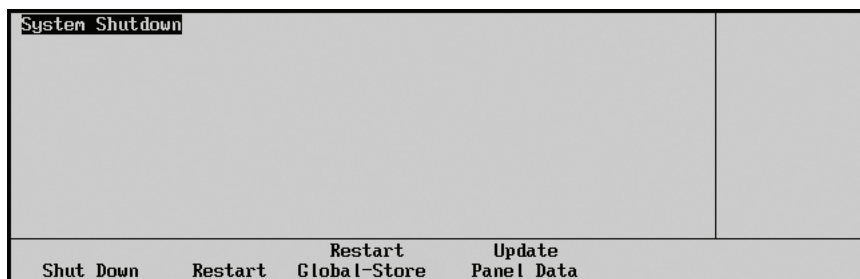 System Shutdown
Restart Update
Shut Down Restart Global-Store Panel Data